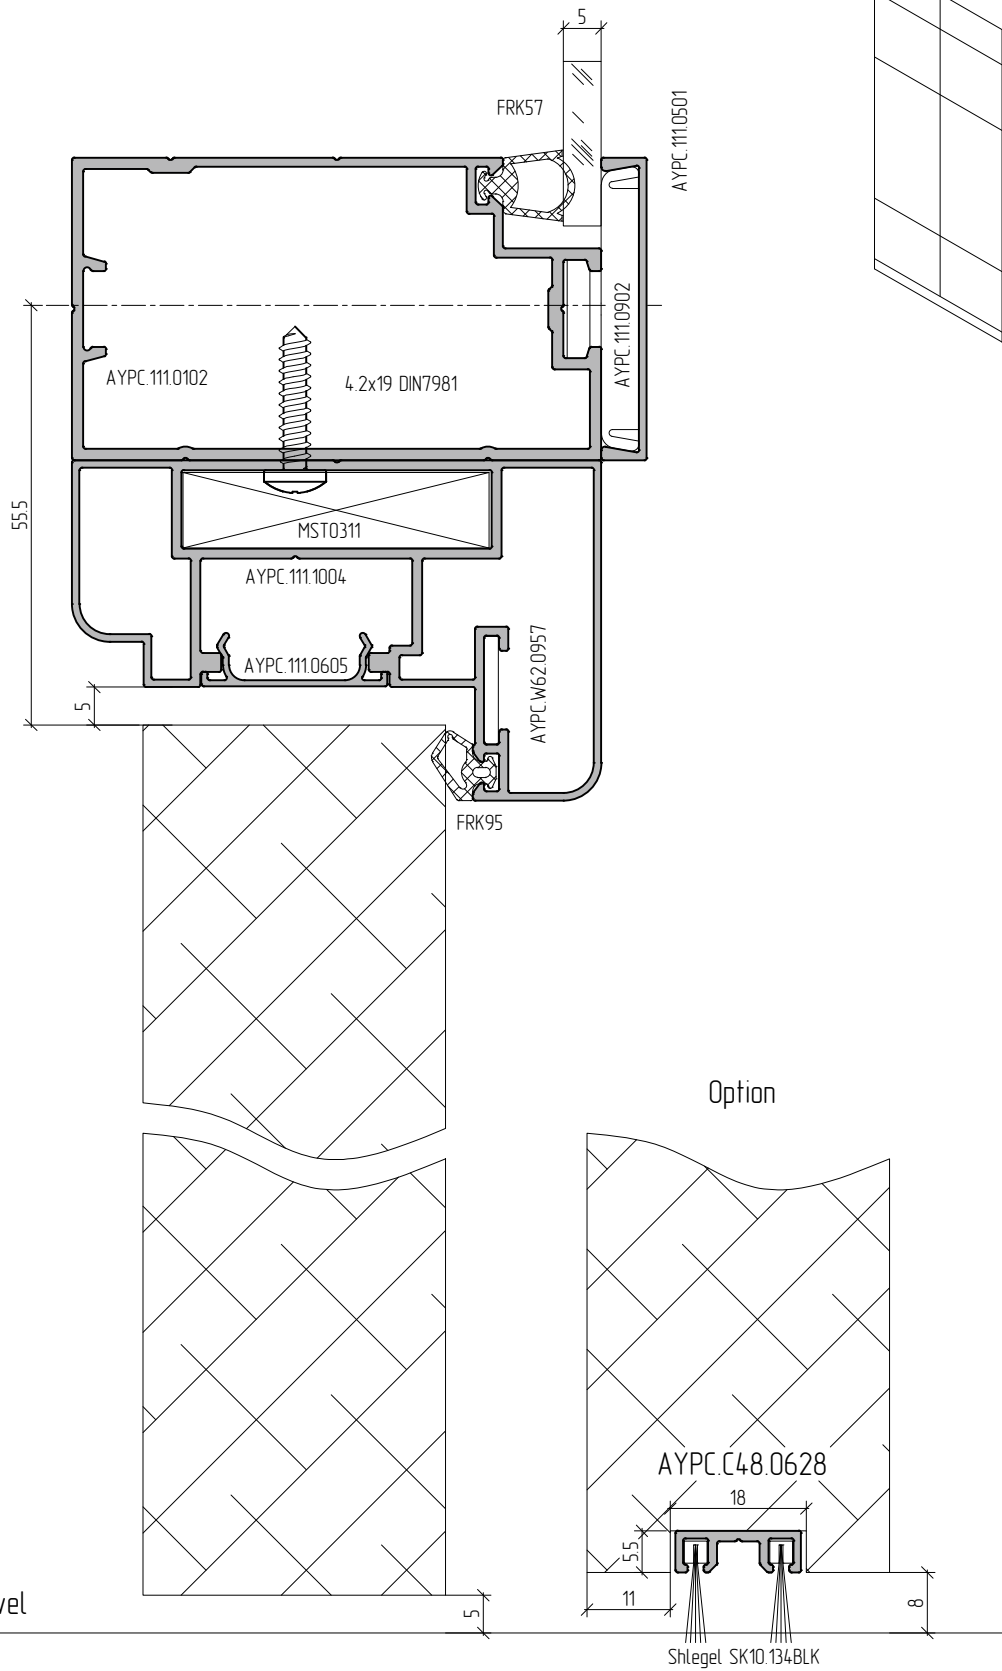 5
FRK57
AYPC.111.0501
AYPC.111.0902
AYPC.111.0102
4.2x19 DIN7981
55.5
MST0311
AYPC.111.1004
AYPC.111.0605
AYPC.W62.0957
5
FRK95
Option
AYPC.C48.0628
18
5.5
11
8
5
vel
Shlegel SK10.134BLK